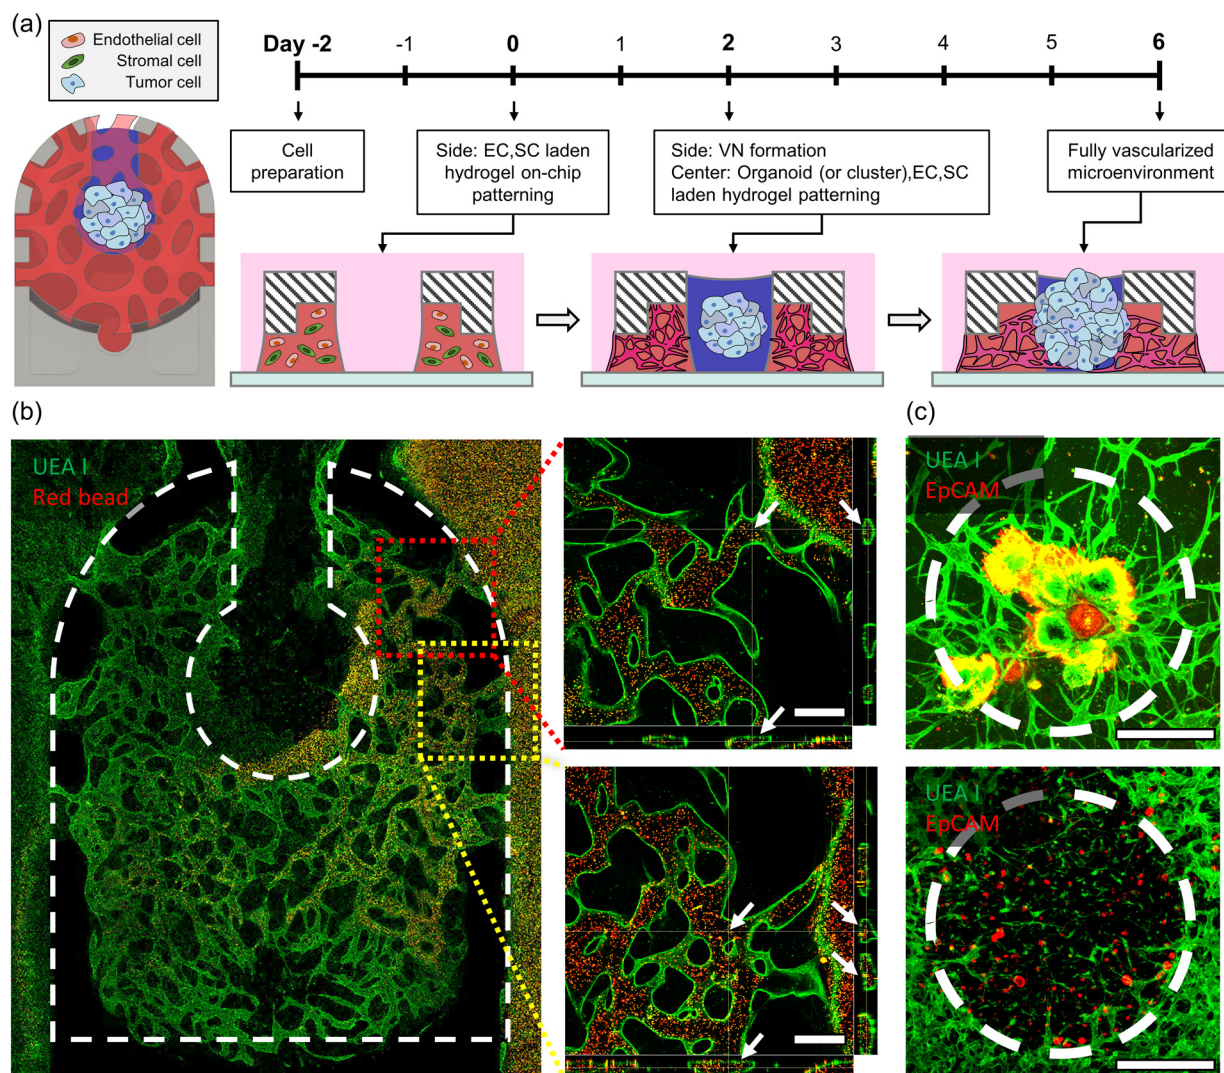 (a)
Endothelial cell
Stromal cell
Tumor cell
Day -2 -1 0 1 2 3 4 5 6
Cell
preparation
Side: EC,SC laden
hydrogel on-chip
patterning
Side: VN formation
Center: Organoid (or cluster),EC,SC
laden hydrogel patterning
Fully vascularized
microenvironment
(b)
UEA I
Red bead
(c)
UEA I
EpCAM
UEA I
EpCAM